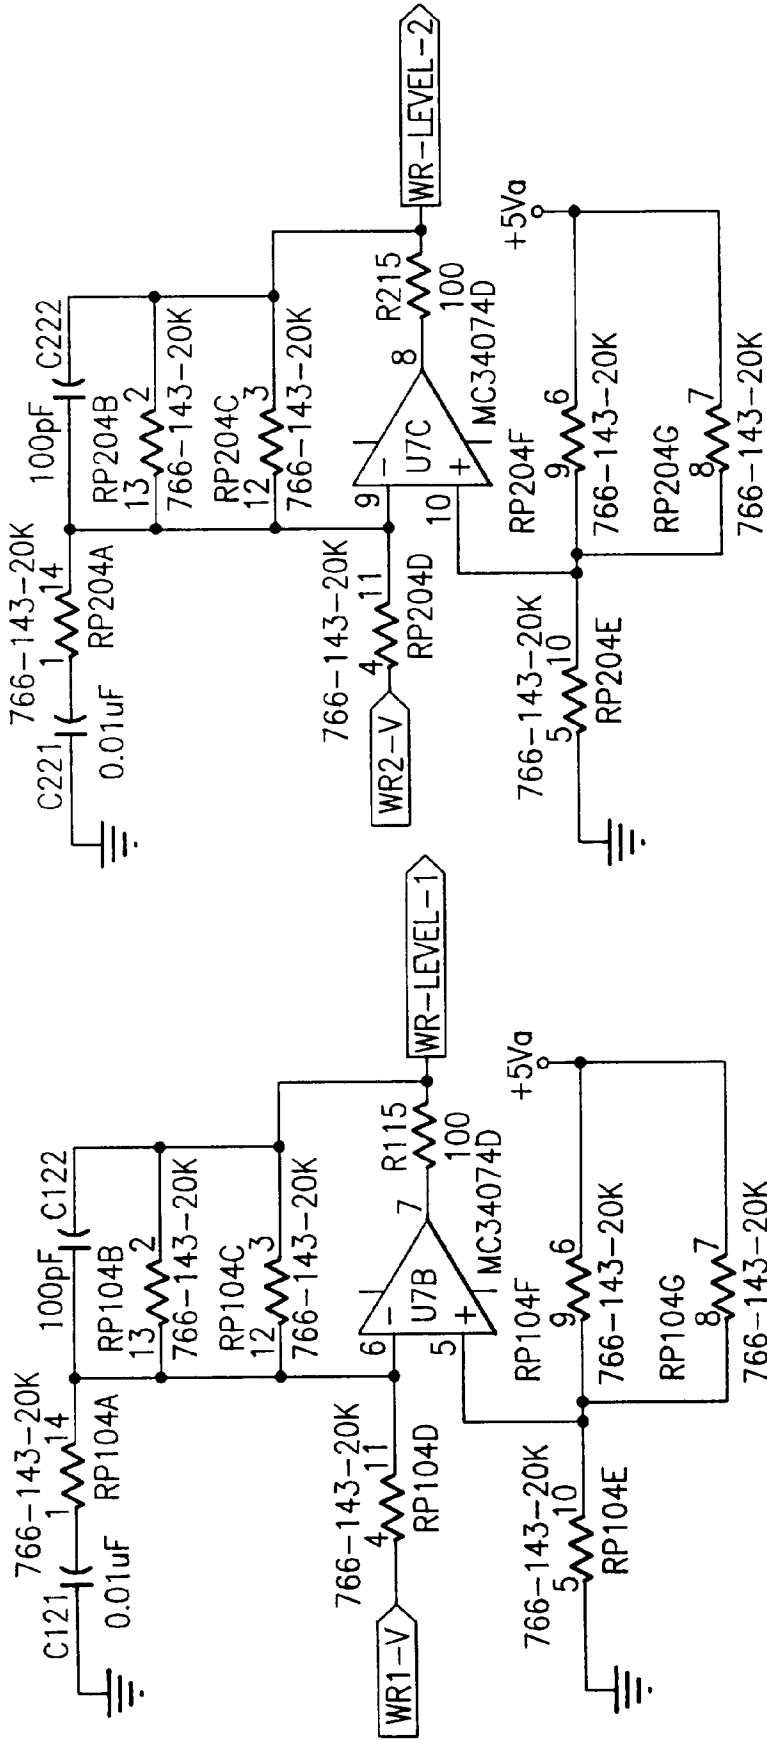 C121
0.01uF
766-143-20K
1
14
RP104A
100pF
C122
RP104B
13
2
766-143-20K
RP104C
12
3
766-143-20K
WR1-V
766-143-20K
4
11
RP104D
6
5
U7B
7
MC34074D
R115
100
WR-LEVEL-1
766-143-20K
5
10
RP104E
RP104F
9
6
766-143-20K
RP104G
8
7
766-143-20K
+5Va
C221
0.01uF
766-143-20K
1
14
RP204A
100pF
C222
RP204B
13
2
766-143-20K
RP204C
12
3
766-143-20K
WR2-V
766-143-20K
4
11
RP204D
9
10
U7C
8
MC34074D
R215
100
WR-LEVEL-2
766-143-20K
5
10
RP204E
RP204F
9
6
766-143-20K
RP204G
8
7
766-143-20K
+5Va